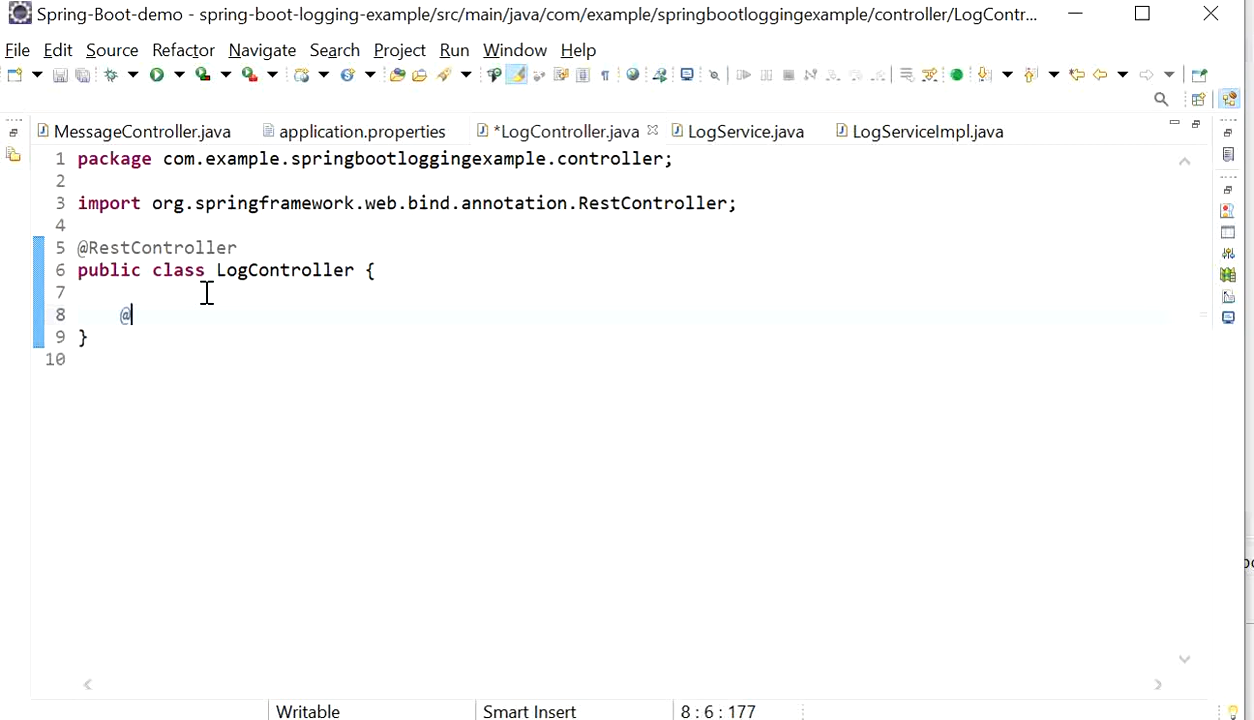 Spring-Boot-demo - spring-boot-logging-example/src/main/java/com/example/springbootloggingexample/controller/LogContr...
File Edit Source Refactor Navigate Search Project Run Window Help
MessageController.java application.properties *LogController.java LogService.java LogServiceImpl.java
1 package com.example.springbootloggingexample.controller;
2
3 import org.springframework.web.bind.annotation.RestController;
4
5 @RestController
6 public class LogController {
7
8 @
9 }
10
Writable Smart Insert 8 : 6 : 177